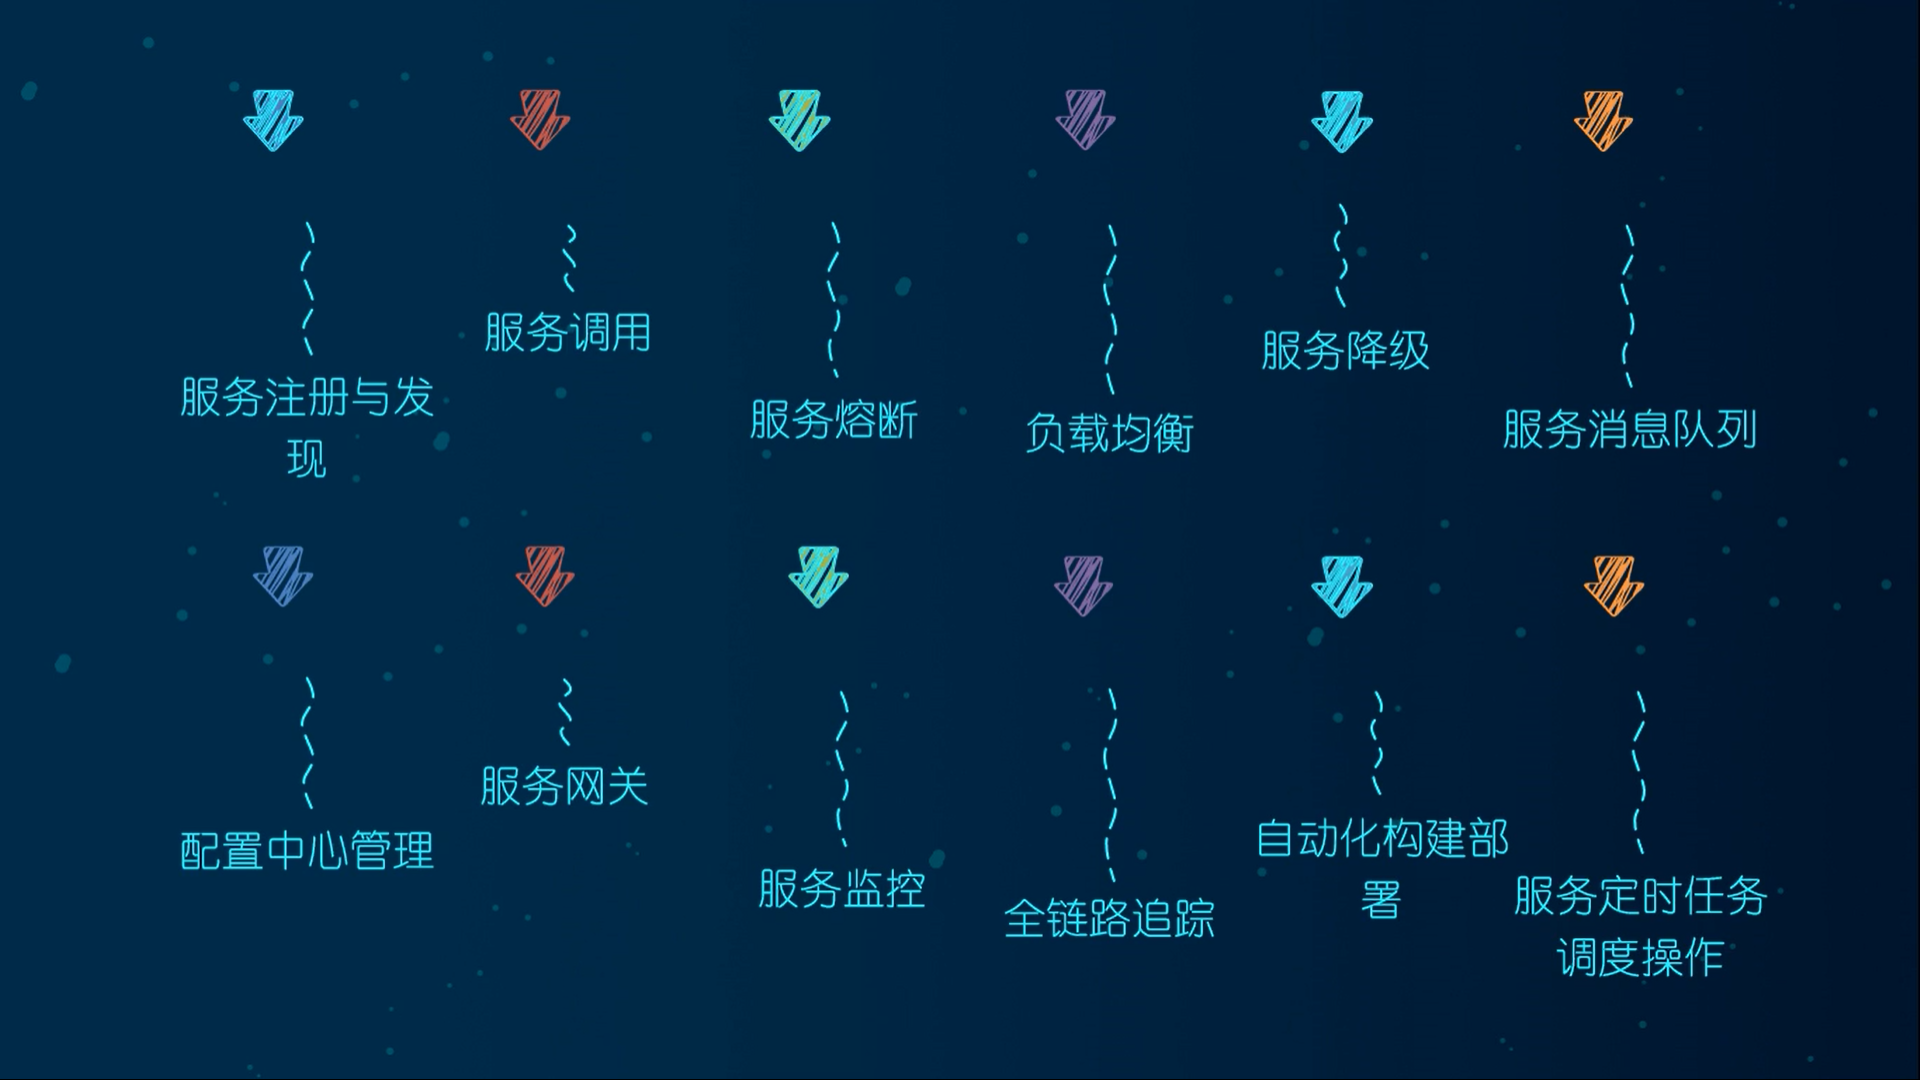 服务注册与发
现
服务调用
服务熔断
负载均衡
服务降级
服务消息队列
配置中心管理
服务网关
服务监控
全链路追踪
自动化构建部
署
服务定时任务
调度操作